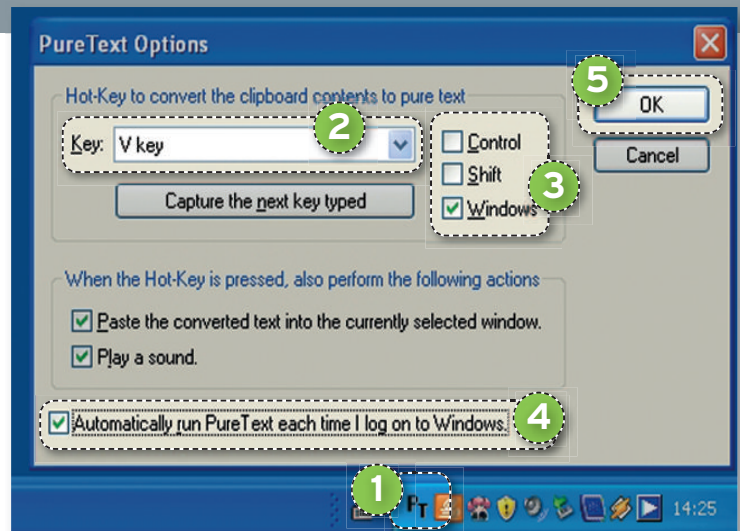 PureText Options
Hot-Key to convert the clipboard contents to pure text
5
OK
2
Key: V key
Control
Cancel
Shift
3
Capture the next key typed
Windows
When the Hot-Key is pressed, also perform the following actions
Paste the converted text into the currently selected window.
Play a sound.
Automatically run PureText each time I log on to Windows.
4
1
PT
14:25